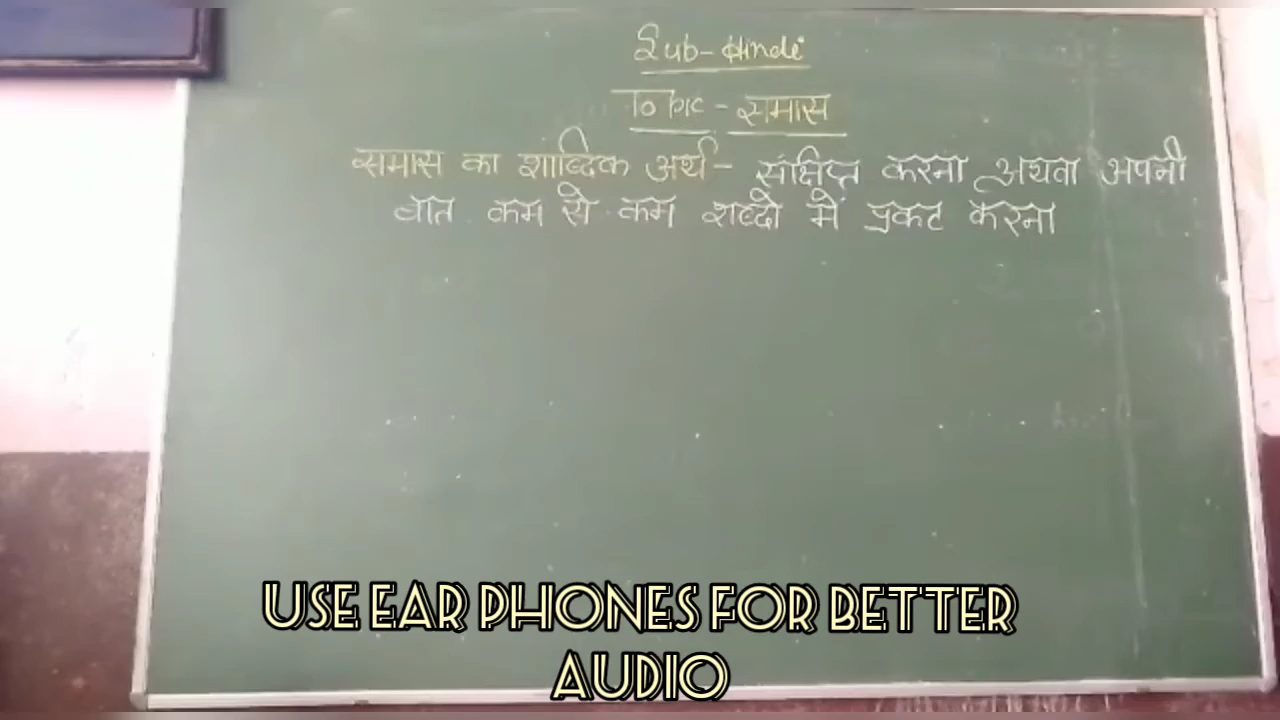 Sub-Hindi
Topic - समास
समास का शाब्दिक अर्थ - संक्षिप्त करना अथवा अपनी
बात कम से कम शब्दो में प्रकट करना
USE EAR PHONES FOR BETTER
AUDIO